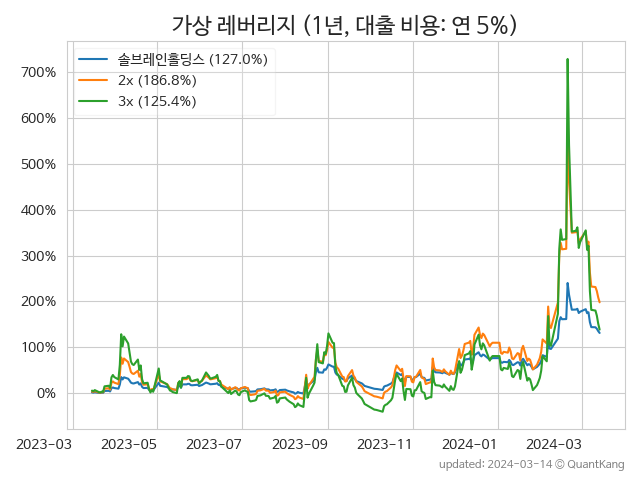 가상 레버리지 (1년, 대출 비용: 연 5%)
솔브레인홀딩스 (127.0%)
2x (186.8%)
3x (125.4%)
700%
600%
500%
400%
300%
200%
100%
0%
2023-03 2023-05 2023-07 2023-09 2023-11 2024-01 2024-03
updated: 2024-03-14 © QuantKang